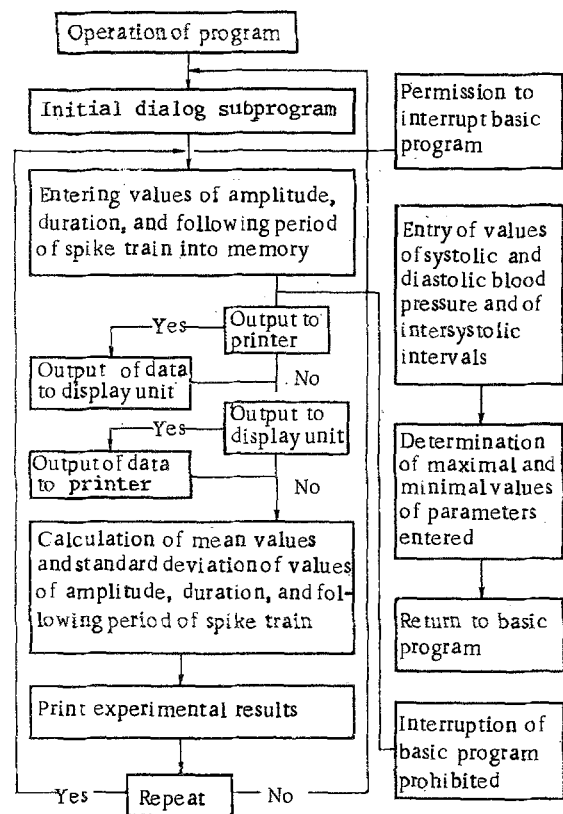 Operation of program
Initial dialog subprogram
Entering values of amplitude,
duration, and following period
of spike train into memory
Yes
Output to
printer
Output of data
to display unit
No
Yes
Output to
display unit
Output of data
to printer
No
Calculation of mean values
and standard deviation of values
of amplitude, duration, and fol-
lowing period of spike train
Print experimental results
Yes
Repeat
No
Permission to
interrupt basic
program
Entry of values
of systolic and
diastolic blood
pressure and of
intersystolic
intervals
Determination
of maximal and
minimal values
of parameters
entered
Return to basic
program
Interruption of
basic program
prohibited